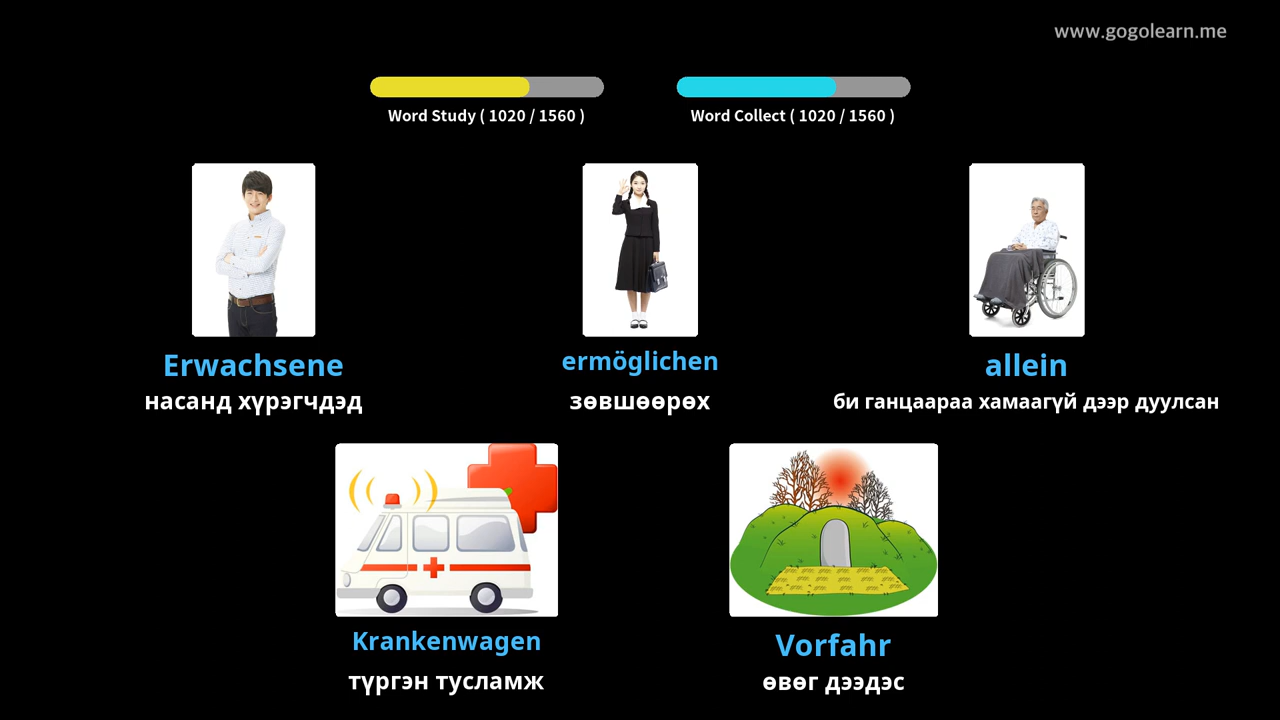 www.gogolearn.me
Word Study ( 1020 / 1560 )
Word Collect ( 1020 / 1560 )
Erwachsene
насанд хүрэгчдэд
ermöglichen
зөвшөөрөх
allein
би ганцаараа хамаагүй дээр дуулсан
Krankenwagen
түргэн тусламж
Vorfahr
өвөг дээдэс